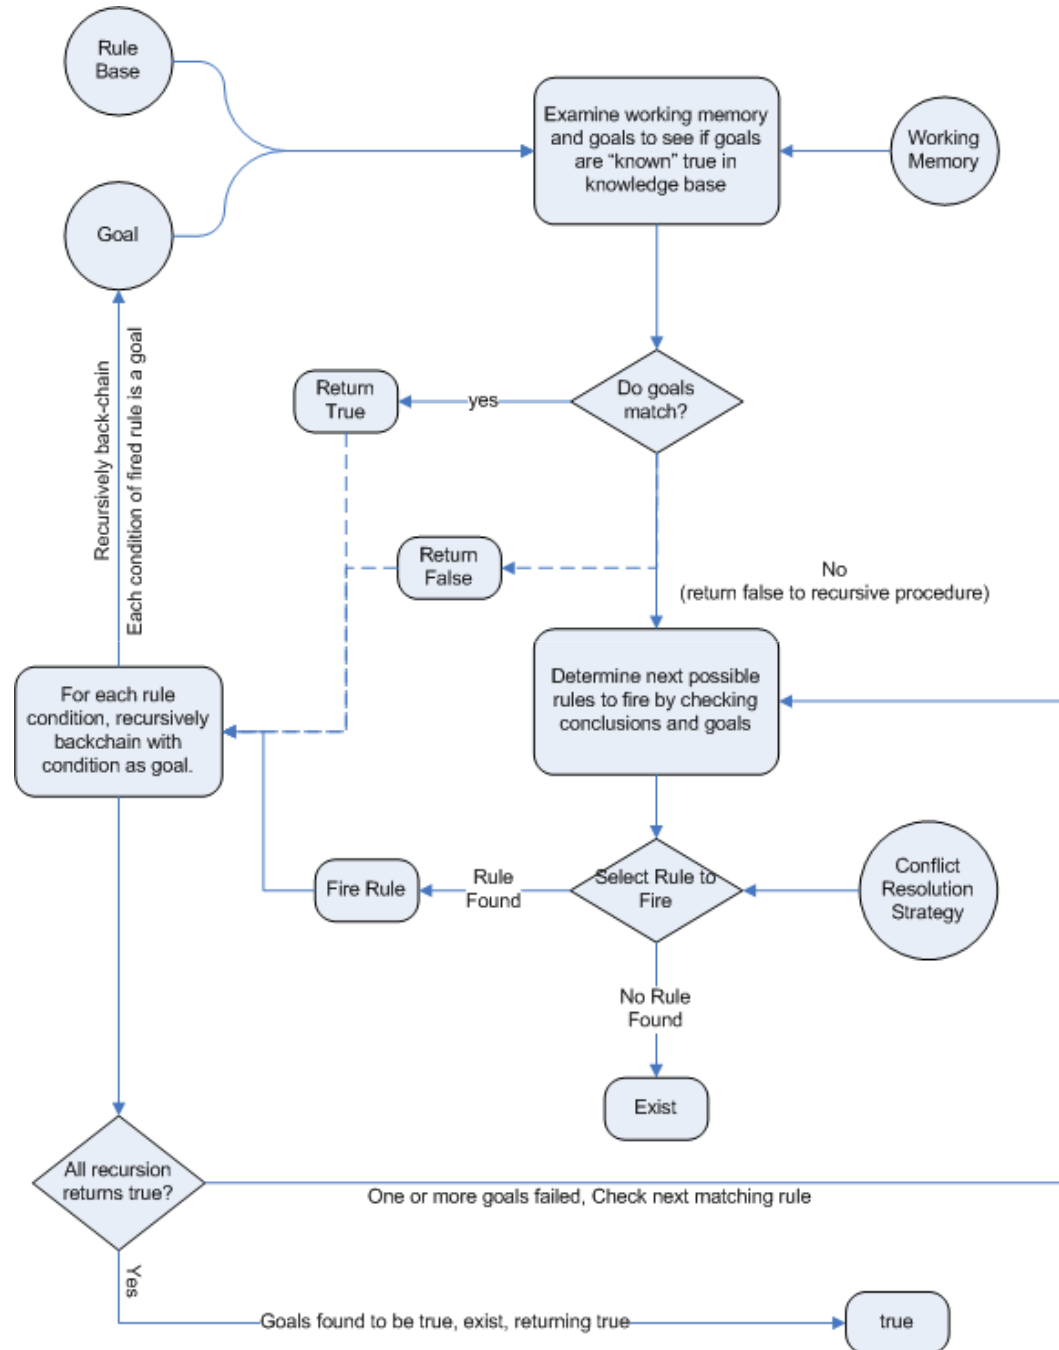 Rule
Base
Examine working memory
and goals to see if goals
are “known” true in
knowledge base
Working
Memory
Goal
Recursively back-chain
Each condition of fired rule is a goal
Return
True
yes
Do goals
match?
Return
False
No
(return false to recursive procedure)
For each rule
condition, recursively
backchain with
condition as goal.
Determine next possible
rules to fire by checking
conclusions and goals
Fire Rule
Rule
Found
Select Rule to
Fire
Conflict
Resolution
Strategy
No Rule
Found
Exist
All recursion
returns true?
One or more goals failed, Check next matching rule
Yes
Goals found to be true, exist, returning true
true